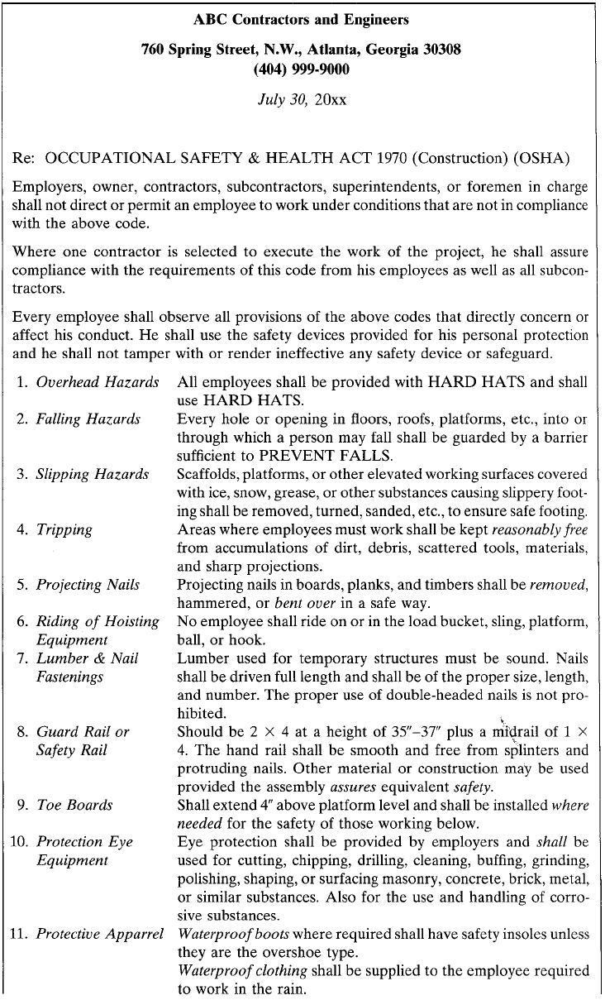 ABC Contractors and Engineers
760 Spring Street, N.W., Atlanta, Georgia 30308
(404) 999-9000
July 30, 20xx
Re: OCCUPATIONAL SAFETY & HEALTH ACT 1970 (Construction) (OSHA)
Employers, owner, contractors, subcontractors, superintendents, or foremen in charge
shall not direct or permit an employee to work under conditions that are not in compliance
with the above code.
Where one contractor is selected to execute the work of the project, he shall assure
compliance with the requirements of this code from his employees as well as all subcon-
tractors.
Every employee shall observe all provisions of the above codes that directly concern or
affect his conduct. He shall use the safety devices provided for his personal protection
and he shall not tamper with or render ineffective any safety device or safeguard.
1. Overhead Hazards All employees shall be provided with HARD HATS and shall
use HARD HATS.
2. Falling Hazards Every hole or opening in floors, roofs, platforms, etc., into or
through which a person may fall shall be guarded by a barrier
sufficient to PREVENT FALLS.
3. Slipping Hazards Scaffolds, platforms, or other elevated working surfaces covered
with ice, snow, grease, or other substances causing slippery foot-
ing shall be removed, turned, sanded, etc., to ensure safe footing.
4. Tripping Areas where employees must work shall be kept reasonably free
from accumulations of dirt, debris, scattered tools, materials,
and sharp projections.
5. Projecting Nails Projecting nails in boards, planks, and timbers shall be removed,
hammered, or bent over in a safe way.
6. Riding of Hoisting No employee shall ride on or in the load bucket, sling, platform,
Equipment ball, or hook.
7. Lumber & Nail Lumber used for temporary structures must be sound. Nails
Fastenings shall be driven full length and shall be of the proper size, length,
and number. The proper use of double-headed nails is not pro-
hibited.
8. Guard Rail or Should be 2 × 4 at a height of 35″–37″ plus a midrail of 1 ×
Safety Rail 4. The hand rail shall be smooth and free from splinters and
protruding nails. Other material or construction may be used
provided the assembly assures equivalent safety.
9. Toe Boards Shall extend 4″ above platform level and shall be installed where
needed for the safety of those working below.
10. Protection Eye Eye protection shall be provided by employers and shall be
Equipment used for cutting, chipping, drilling, cleaning, buffing, grinding,
polishing, shaping, or surfacing masonry, concrete, brick, metal,
or similar substances. Also for the use and handling of corro-
sive substances.
11. Protective Apparrel Waterproof boots where required shall have safety insoles unless
they are the overshoe type.
Waterproof clothing shall be supplied to the employee required
to work in the rain.